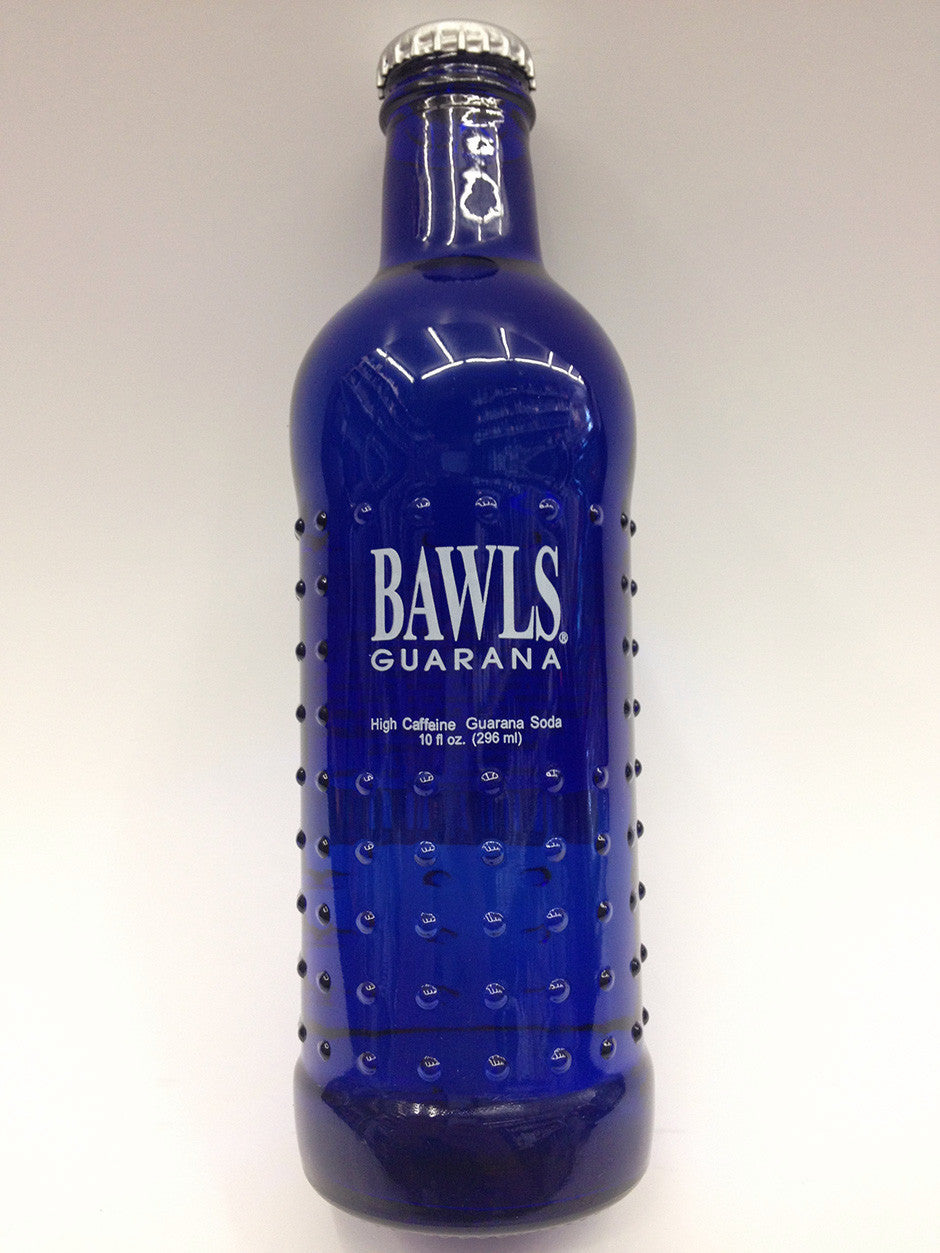 BAWLS®
GUARANA
High Caffeine Guarana Soda
10 fl oz. (296 ml)